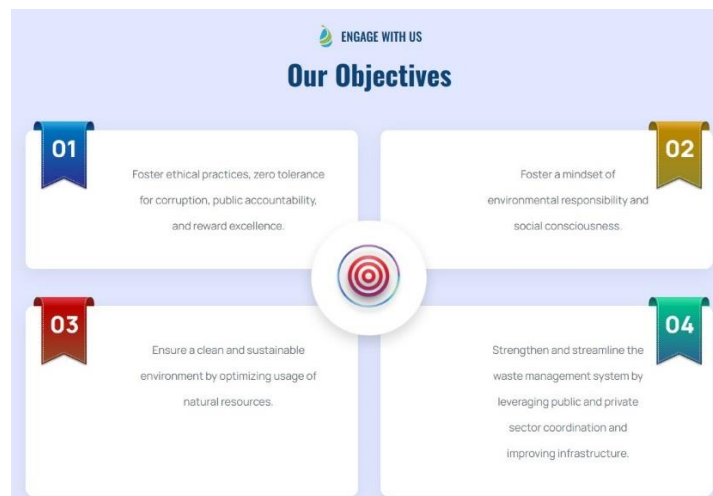 ENGAGE WITH US
Our Objectives
01
Foster ethical practices, zero tolerance
for corruption, public accountability,
and reward excellence.
02
Foster a mindset of
environmental responsibility and
social consciousness.
03
Ensure a clean and sustainable
environment by optimizing usage of
natural resources.
04
Strengthen and streamline the
waste management system by
leveraging public and private
sector coordination and
improving infrastructure.